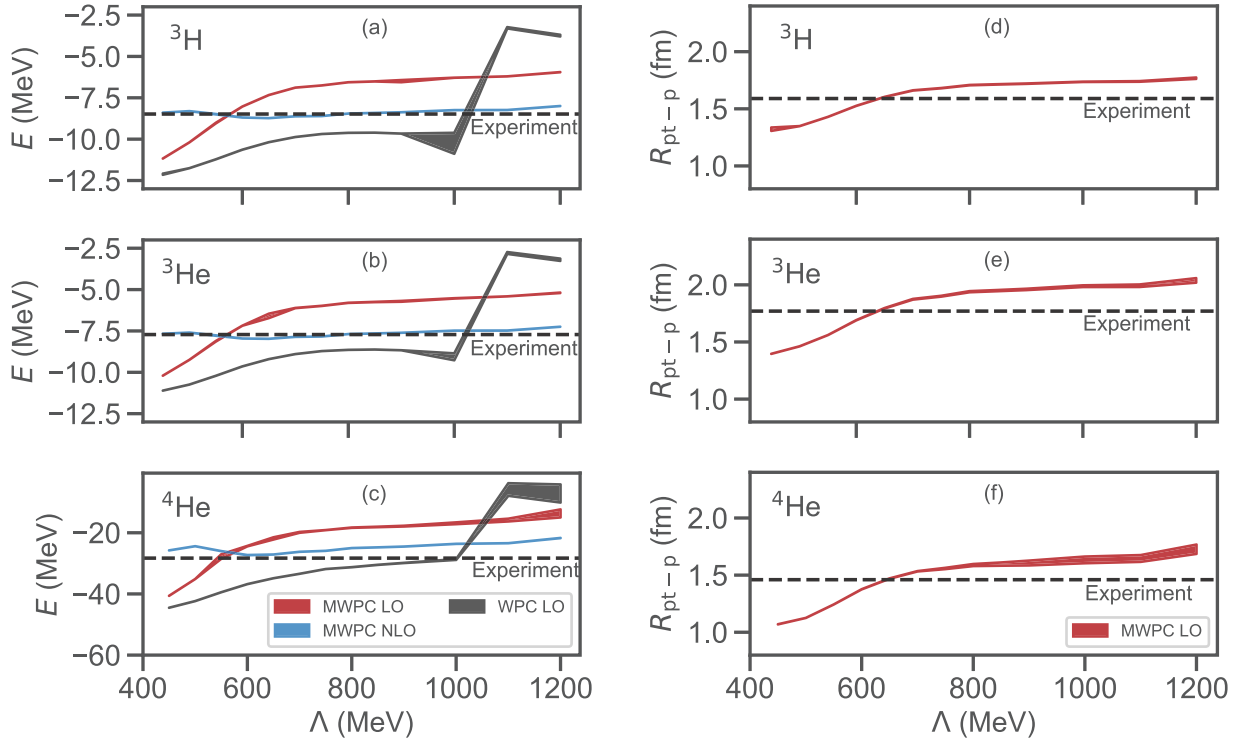 ³H
(a)
E (MeV)
−2.5
−5.0
−7.5
−10.0
−12.5
Experiment
³H
(d)
R_pt−p (fm)
2.0
1.5
1.0
Experiment
³He
(b)
E (MeV)
−2.5
−5.0
−7.5
−10.0
−12.5
Experiment
³He
(e)
R_pt−p (fm)
2.0
1.5
1.0
Experiment
⁴He
(c)
E (MeV)
−20
−40
−60
Experiment
MWPC LO
MWPC NLO
WPC LO
400 600 800 1000 1200
Λ (MeV)
⁴He
(f)
R_pt−p (fm)
2.0
1.5
1.0
Experiment
MWPC LO
400 600 800 1000 1200
Λ (MeV)